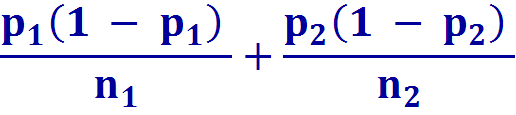 p₁(1 − p₁)/n₁ + p₂(1 − p₂)/n₂